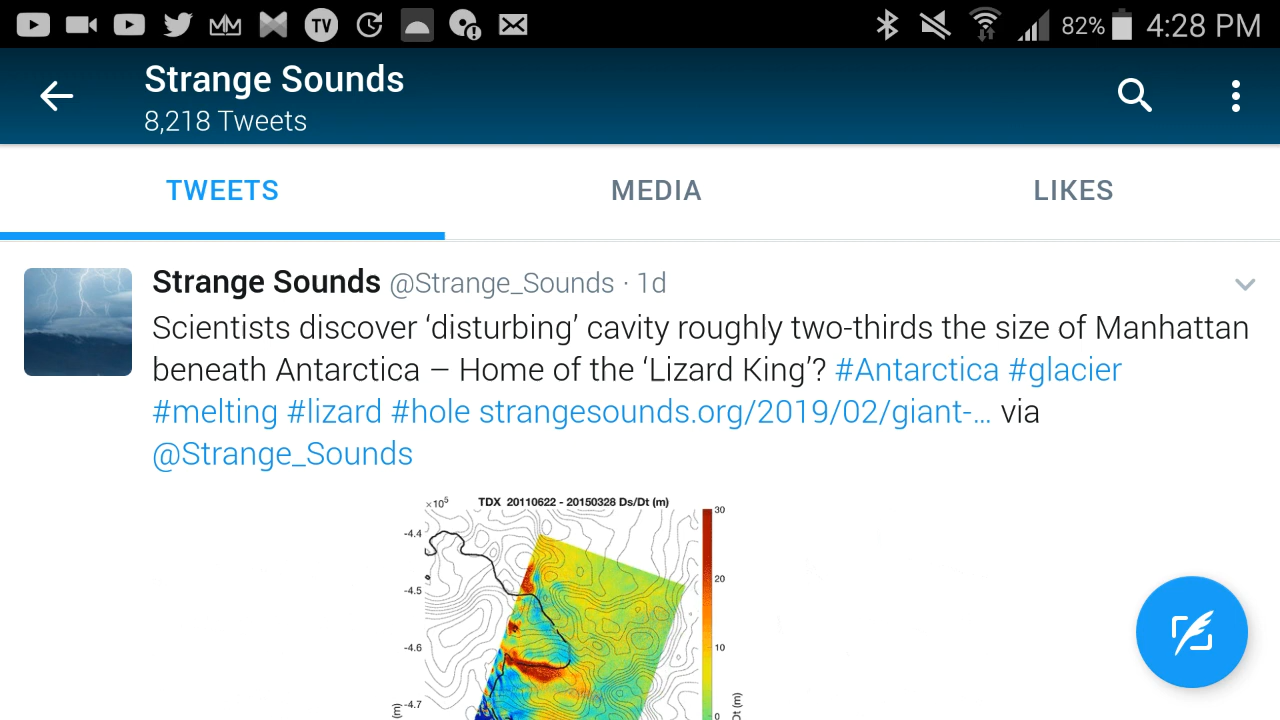 TV
82% 4:28 PM
Strange Sounds
8,218 Tweets
TWEETS MEDIA LIKES
Strange Sounds @Strange_Sounds · 1d
Scientists discover ‘disturbing’ cavity roughly two-thirds the size of Manhattan
beneath Antarctica – Home of the ‘Lizard King’? #Antarctica #glacier
#melting #lizard #hole strangesounds.org/2019/02/giant-... via
@Strange_Sounds
×10⁵ TDX 20110622 - 20150328 Ds/Dt (m)
30
-4.4
20
-4.5
10
-4.6
-4.7
0
(m)
Dt (m)